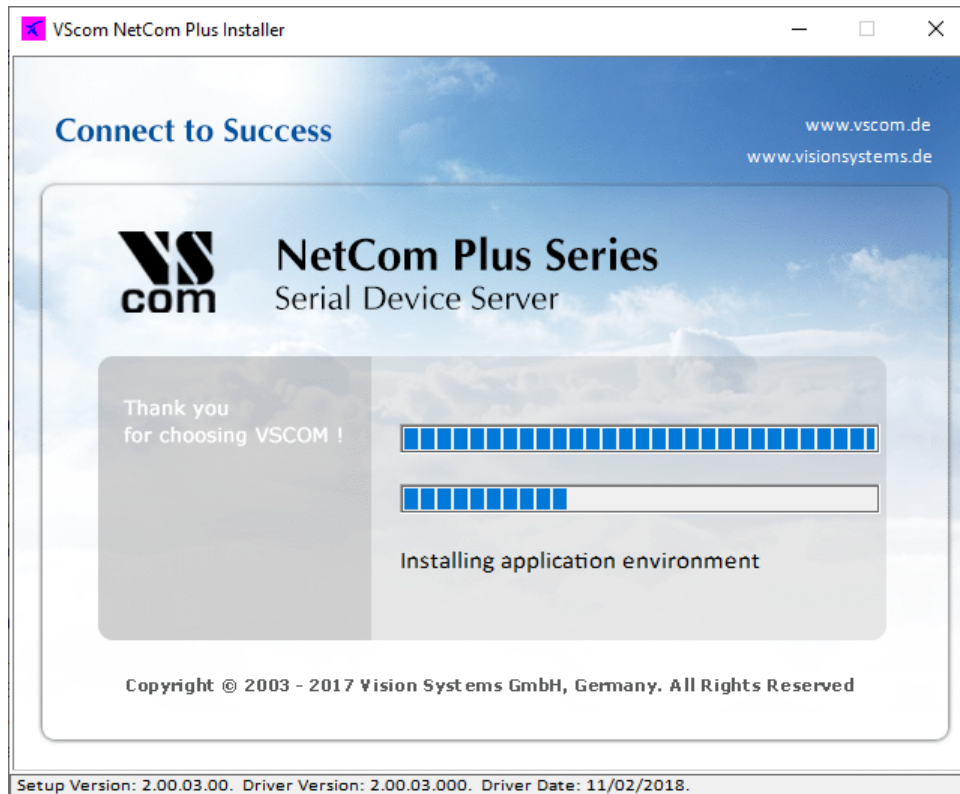 VScom NetCom Plus Installer
Connect to Success
www.vscom.de
www.visionsystems.de
VS
com
NetCom Plus Series
Serial Device Server
Thank you
for choosing VSCOM !
Installing application environment
Copyright © 2003 - 2017 Vision Systems GmbH, Germany. All Rights Reserved
Setup Version: 2.00.03.00. Driver Version: 2.00.03.000. Driver Date: 11/02/2018.